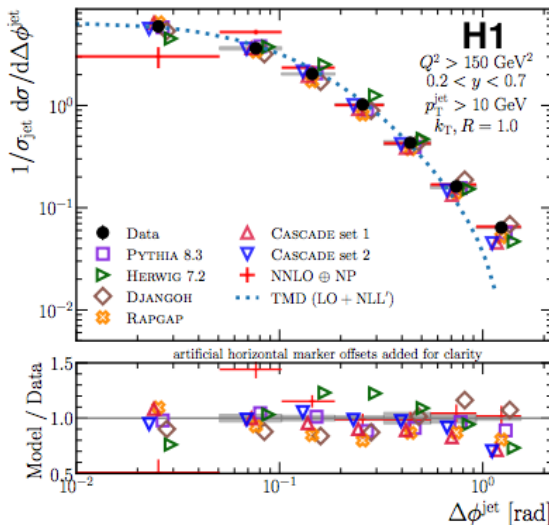 H1
Q² > 150 GeV²
0.2 < y < 0.7
p_T^jet > 10 GeV
k_T, R = 1.0
1/σ_jet dσ/dΔϕ^jet
10⁰
10⁻¹
10⁻²
Data
PYTHIA 8.3
HERWIG 7.2
DJANGOH
RAPGAP
CASCADE set 1
CASCADE set 2
NNLO ⊕ NP
TMD (LO + NLL′)
artificial horizontal marker offsets added for clarity
Model / Data
1.5
1.0
0.5
10⁻²
10⁻¹
10⁰
Δϕ^jet [rad]